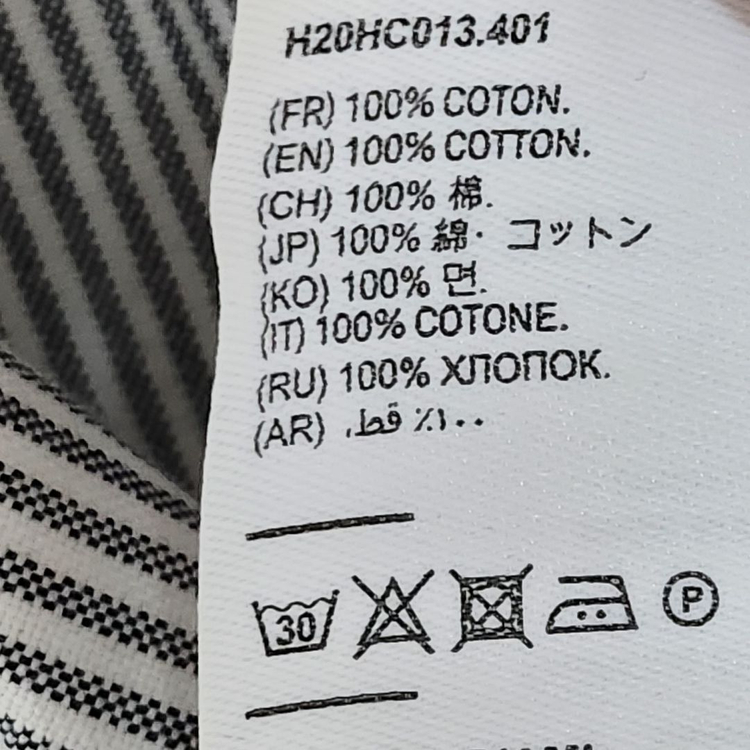 H20HC013.401
(FR) 100% COTON.
(EN) 100% COTTON.
(CH) 100% 棉.
(JP) 100% 綿· コットン
(KO) 100% 면.
(IT) 100% COTONE.
(RU) 100% ХЛОПОК.
(AR) ١٠٠٪ قطن.
30
P